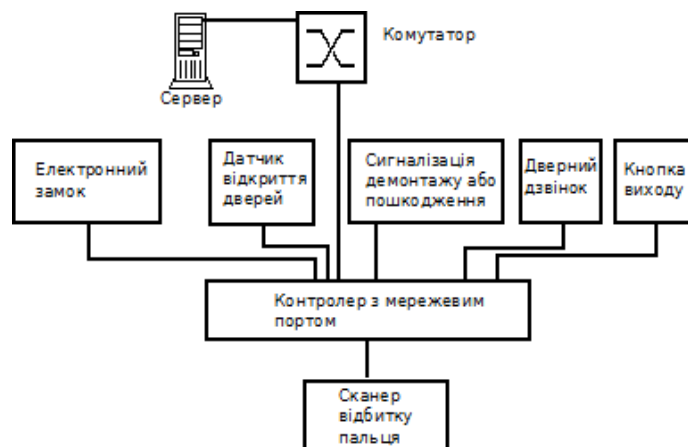 Комутатор
Сервер
Електронний
замок
Датчик
відкриття
дверей
Сигналізація
демонтажу або
пошкодження
Дверний
дзвінок
Кнопка
виходу
Контролер з мережевим
портом
Сканер
відбитку
пальця